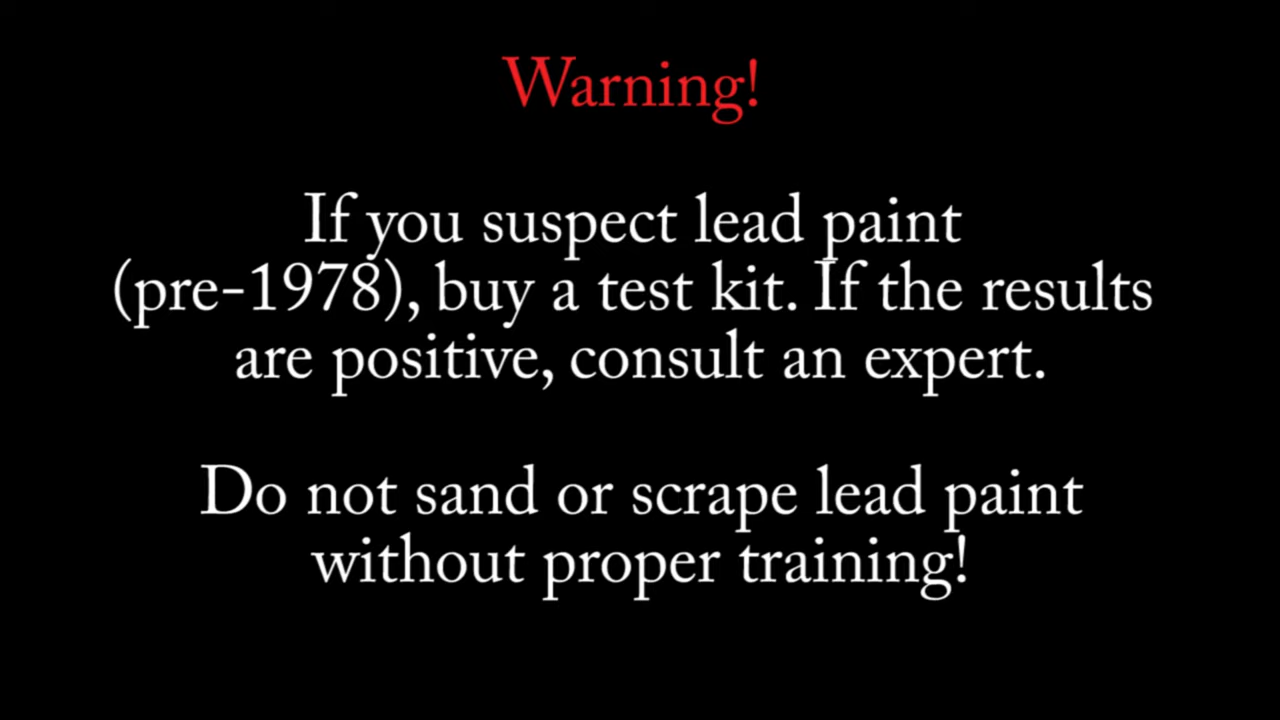 Warning!
If you suspect lead paint
(pre-1978), buy a test kit. If the results
are positive, consult an expert.
Do not sand or scrape lead paint
without proper training!